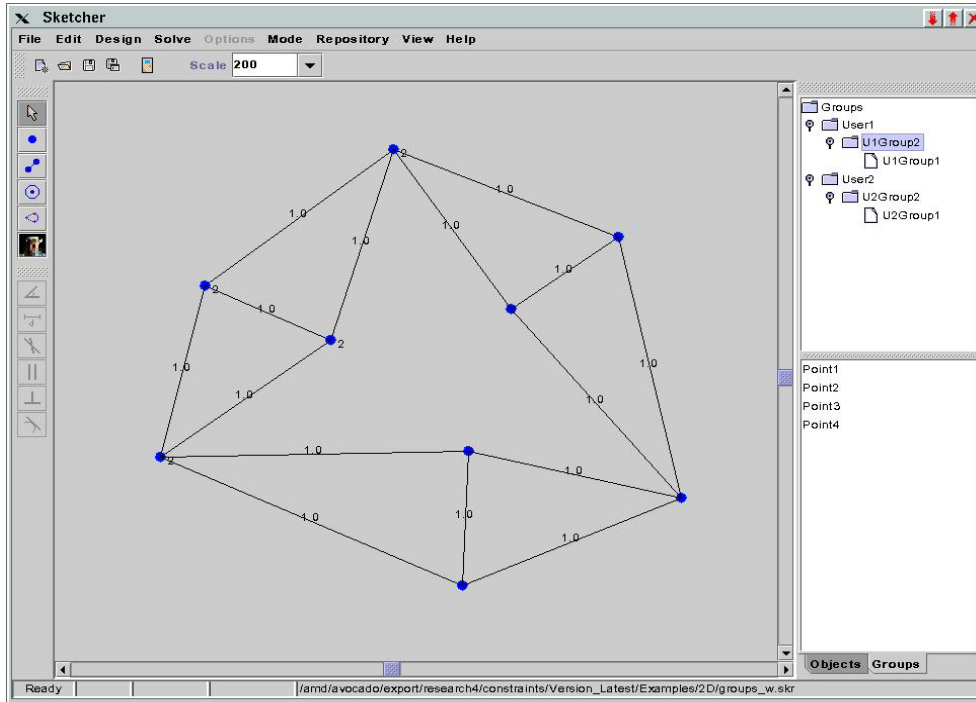 Sketcher
File Edit Design Solve Options Mode Repository View Help
Scale 200
Groups
User1
U1Group2
U1Group1
User2
U2Group2
U2Group1
2
1.0
1.0
1.0
1.0
1.0
2
1.0
2
1.0
1.0
1.0
1.0
2
1.0
1.0
1.0
1.0
1.0
Point1
Point2
Point3
Point4
Objects Groups
Ready /amd/avocado/export/research4/constraints/Version_Latest/Examples/2D/groups_w.skr